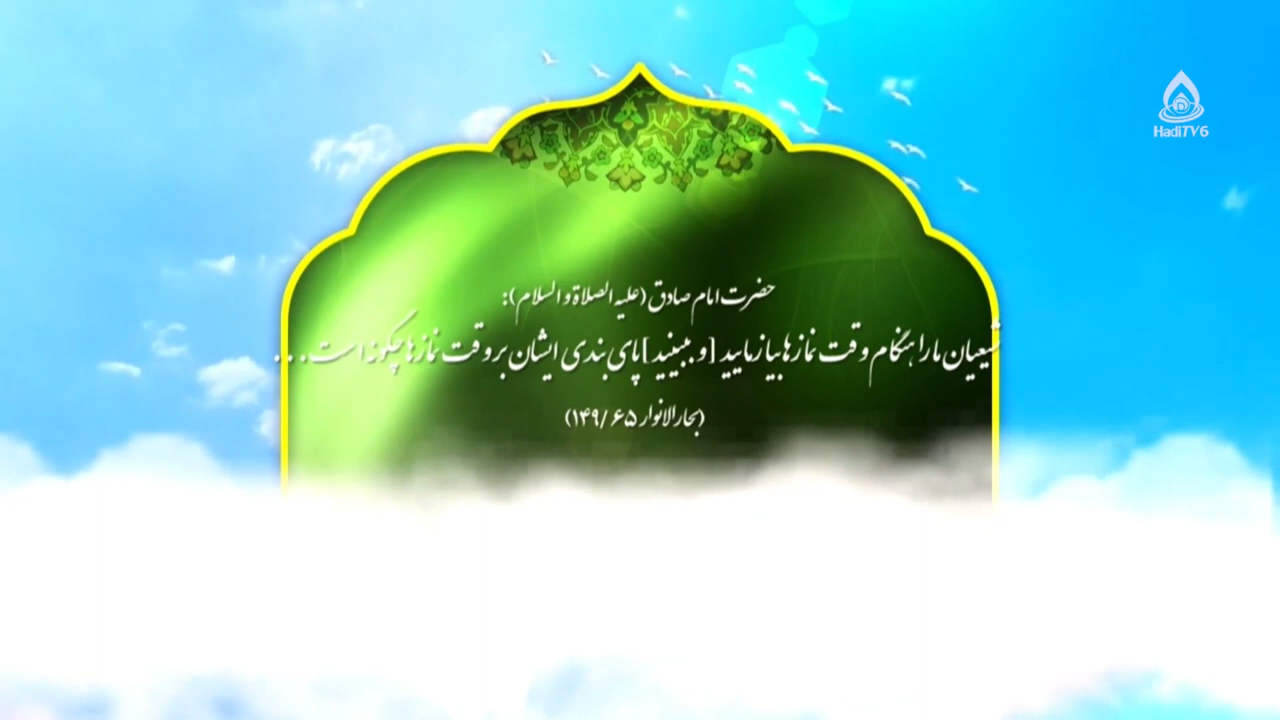 HadiTV6
حضرت امام صادق (علیه الصلاة و السلام):
شیعیان ما را هنگام وقت نمازها بیازمایید [و ببینید] پای بندی ایشان بر وقت نمازها چگونه است...
(بحارالانوار ۶۵ /۱۴۹)